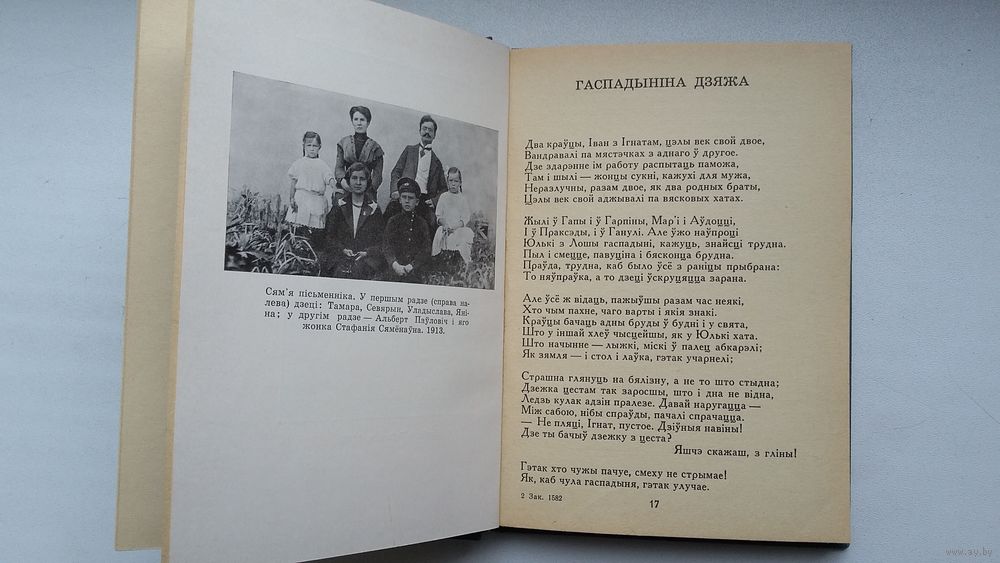 Сям'я пісьменніка. У першым радзе (справа на-
лева) дзеці: Тамара, Севярын, Уладыслава, Яні-
на; у другім радзе — Альберт Паўловіч і яго
жонка Стафанія Сямёнаўна. 1913.
ГАСПАДЫНІНА ДЗЯЖА
Два краўцы, Іван з Ігнатам, цэлы век свой двое,
Вандравалі па мястэчках з аднаго ў другое.
Дзе здарэнне ім работу распытаць паможа,
Там і шылі — жонцы сукні, кажухі для мужа,
Неразлучны, разам двое, як два родных браты,
Цэлы век свой аджывалі па вясковых хатах.
Жылі ў Гапы і ў Гарпіны, Мар'і і Аўдоцці,
І ў Праксэды, і ў Ганулі. Але ўжо наўпроці
Юлькі з Лошы гаспадыні, кажуць, знайсці трудна.
Пыл і смецце, павуціна і бясконца брудна.
Праўда, трудна, каб было ўсё з раніцы прыбрана:
То няўпраўка, а то дзеці ўскруцяцца зарана.
Але ўсё ж відаць, пажыўшы разам час неякі,
Хто чым пахне, чаго варты і якія знакі.
Краўцы бачаць адны бруды ў будні і у свята,
Што у іншай хлеў чысцейшы, як у Юлькі хата.
Што начынне — лыжкі, міскі ў палец абкарэлі;
Як зямля — і стол і лаўка, гэтак учарнелі;
Страшна глянуць на бялізну, а не то што стыдна;
Дзежка цестам так заросшы, што і дна не відна,
Ледзь кулак адзін пралезе. Давай наругацца —
Між сабою, нібы спраўды, пачалі спрачацца.
— Не пляці, Ігнат, пустое. Дзіўныя навіны!
Дзе ты бачыў дзежку з цеста?
Яшчэ скажаш, з гліны!
Гэтак хто чужы пачуе, смеху не стрымае!
Як, каб чула гаспадыня, гэтак улучае.
2 Зак. 1582
17
www.ay.by